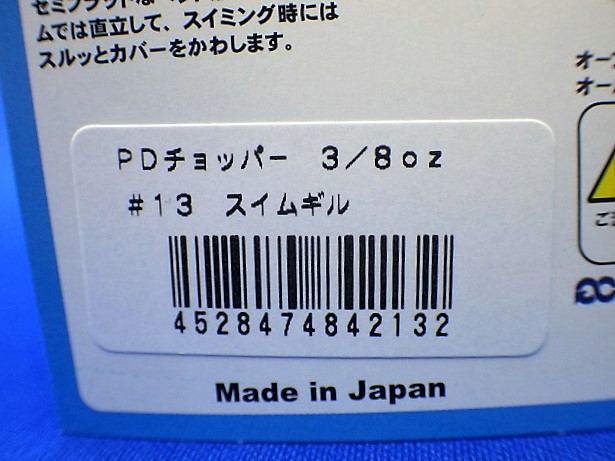 ムでは直立して、スイミング時には
スルッとカバーをかわします。
PDチョッパー 3/8oz
#13 スイムギル
4528474842132
Made in Japan